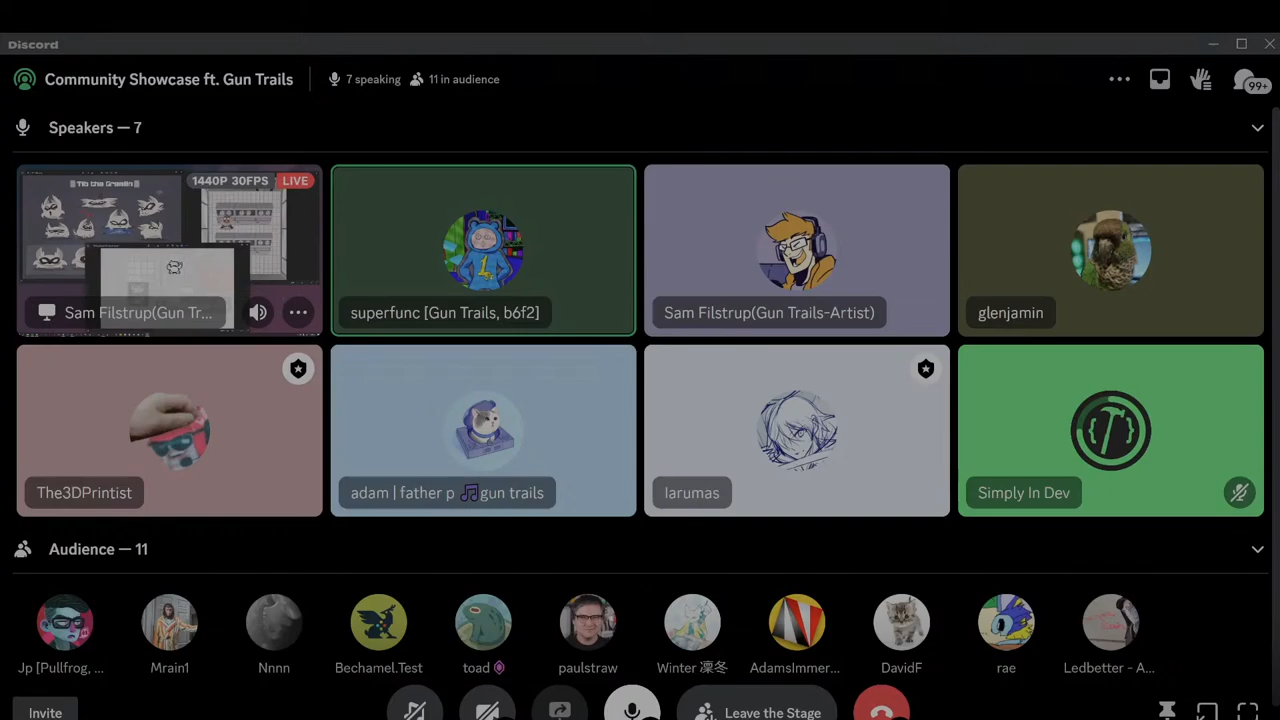 Discord
Community Showcase ft. Gun Trails
7 speaking
11 in audience
99+
Speakers — 7
Tib the Gremlin
1440P 30FPS
LIVE
Sam Filstrup(Gun Tr...
superfunc [Gun Trails, b6f2]
Sam Filstrup(Gun Trails-Artist)
glenjamin
The3DPrintist
adam | father p 🎵gun trails
larumas
Simply In Dev
Audience — 11
Jp [Pullfrog, ...
Mrain1
Nnnn
Bechamel.Test
toad
paulstraw
Winter 凛冬
AdamsImmer...
DavidF
rae
Ledbetter - A...
Invite
Leave the Stage